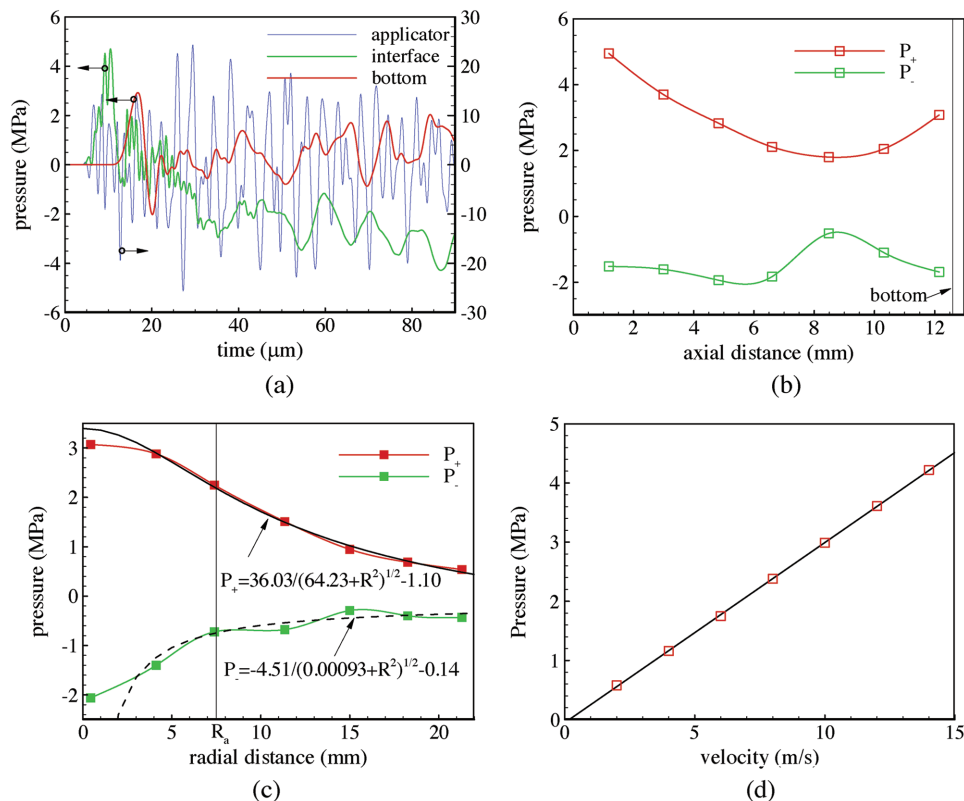 6
4
2
0
-2
-4
-6
pressure (MPa)
30
20
10
0
-10
-20
-30
applicator
interface
bottom
0
20
40
60
80
time (μm)
(a)
6
4
2
0
-2
pressure (MPa)
P+
P-
bottom
0
2
4
6
8
10
12
axial distance (mm)
(b)
3
2
1
0
-1
-2
pressure (MPa)
P+
P-
P+=36.03/(64.23+R²)^1/2-1.10
P-=-4.51/(0.00093+R²)^1/2-0.14
0
5
Ra
10
15
20
radial distance (mm)
(c)
5
4
3
2
1
0
Pressure (MPa)
0
5
10
15
velocity (m/s)
(d)